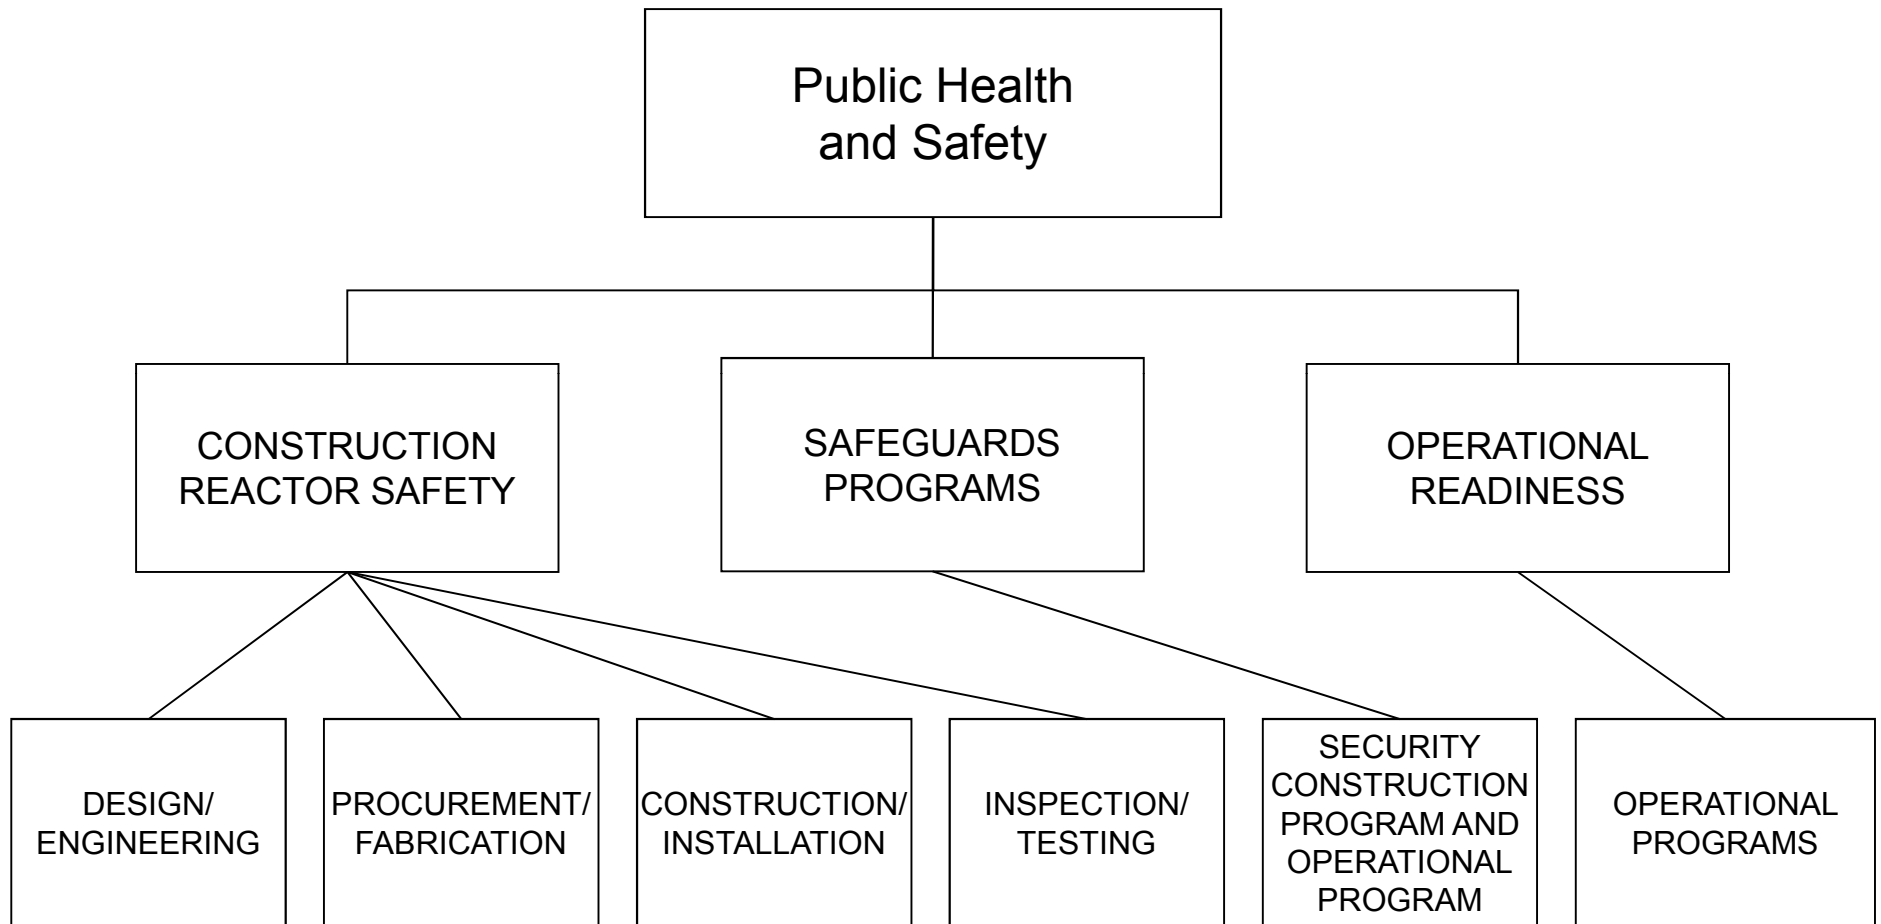 Public Health
and Safety
CONSTRUCTION
REACTOR SAFETY
SAFEGUARDS
PROGRAMS
OPERATIONAL
READINESS
DESIGN/
ENGINEERING
PROCUREMENT/
FABRICATION
CONSTRUCTION/
INSTALLATION
INSPECTION/
TESTING
SECURITY
CONSTRUCTION
PROGRAM AND
OPERATIONAL
PROGRAM
OPERATIONAL
PROGRAMS